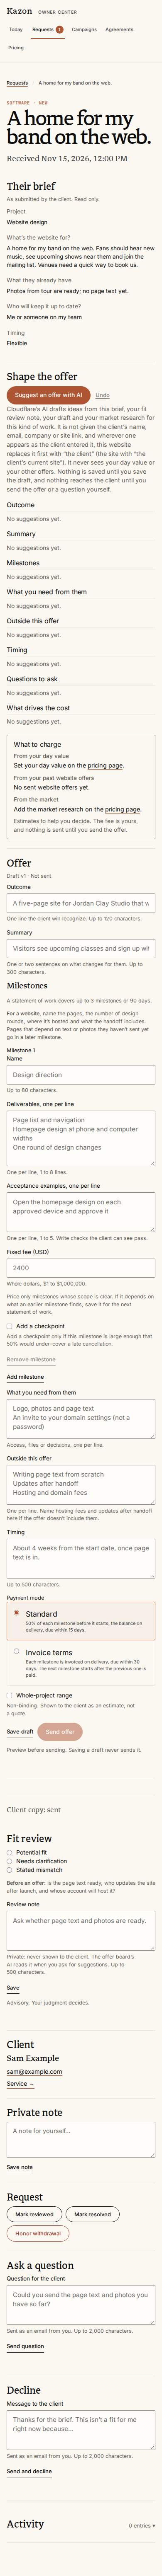 Kazon OWNER CENTER
Today Requests 1 Campaigns Agreements
Pricing
Requests A home for my band on the web.
SOFTWARE · NEW
A home for my
band on the web.
Received Nov 15, 2026, 12:00 PM
Their brief
As submitted by the client. Read only.
Project
Website design
What's the website for?
A home for my band on the web. Fans should hear new
music, see upcoming shows near them and join the
mailing list. Venues need a quick way to book us.
What they already have
Photos from tour are ready; no page text yet.
Who will keep it up to date?
Me or someone on my team
Timing
Flexible
Shape the offer
Suggest an offer with AI Undo
Cloudflare's AI drafts ideas from this brief, your fit
review note, your draft and your market research for
this kind of work. It is not given the client's name,
email, company or site link, and wherever one
appears as the client entered it, this website
replaces it first with "the client" (the site with "the
client's current site"). It never sees your day value or
your other offers. Nothing is saved until you save
the draft, and nothing reaches the client until you
send the offer or a question yourself.
Outcome
No suggestions yet.
Summary
No suggestions yet.
Milestones
No suggestions yet.
What you need from them
No suggestions yet.
Outside this offer
No suggestions yet.
Timing
No suggestions yet.
Questions to ask
No suggestions yet.
What drives the cost
No suggestions yet.
What to charge
From your day value
Set your day value on the pricing page.
From your past website offers
No sent website offers yet.
From the market
Add the market research on the pricing page.
Estimates to help you decide. The fee is yours,
and nothing is sent until you send the offer.
Offer
Draft v1 · Not sent
Outcome
A five-page site for Jordan Clay Studio that w
One line the client will recognize. Up to 120 characters.
Summary
Visitors see upcoming classes and sign up wit
One or two sentences on what changes for them. Up to
300 characters.
Milestones
A statement of work covers up to 3 milestones or 90 days.
For a website, name the pages, the number of design
rounds, where it's hosted and what the handoff includes.
Pages that depend on text or photos they haven't sent yet
go in a later milestone.
Milestone 1
Name
Design direction
Up to 80 characters.
Deliverables, one per line
Page list and navigation
Homepage design at phone and computer
widths
One round of design changes
One per line, 1 to 8 lines.
Acceptance examples, one per line
Open the homepage design on each
approved device and approve it
One per line, 1 to 5. Write checks the client can see pass.
Fixed fee (USD)
2400
Whole dollars, $1 to $1,000,000.
Price only milestones whose scope is clear. If it depends on
what an earlier milestone finds, save it for the next
statement of work.
Add a checkpoint
Add a checkpoint only if this milestone is large enough that
50% would under-cover a late cancellation.
Remove milestone
Add milestone
What you need from them
Logo, photos and page text
An invite to your domain settings (not a
password)
Access, files or decisions, one per line.
Outside this offer
Writing page text from scratch
Updates after handoff
Hosting and domain fees
One per line. Name hosting fees and updates after handoff
here if the offer doesn't include them.
Timing
About 4 weeks from the start date, once page
text is in.
Up to 500 characters.
Payment mode
Standard
50% of each milestone before it starts, the balance on
delivery, due within 15 days.
Invoice terms
Each milestone is invoiced on delivery, due within 30
days. The next milestone starts after the previous one is
paid.
Whole-project range
Non-binding. Shown to the client as an estimate, not
a quote.
Save draft Send offer
Preview before sending. Saving a draft never sends it.
Client copy: sent
Fit review
Potential fit
Needs clarification
Stated mismatch
Before an offer: is the page text ready, who updates the site
after launch, and whose account will host it?
Review note
Ask whether page text and photos are ready.
Private: never shown to the client. The offer board's
AI reads it when you ask for suggestions. Up to
500 characters.
Save
Advisory. Your judgment decides.
Client
Sam Example
sam@example.com
Service →
Private note
A note for yourself…
Save note
Request
Mark reviewed Mark resolved
Honor withdrawal
Ask a question
Question for the client
Could you send the page text and photos you
have so far?
Sent as an email from you. Up to 2,000 characters.
Send question
Decline
Message to the client
Thanks for the brief. This isn't a fit for me
right now because…
Sent as an email from you. Up to 2,000 characters.
Send and decline
Activity 0 entries ▾